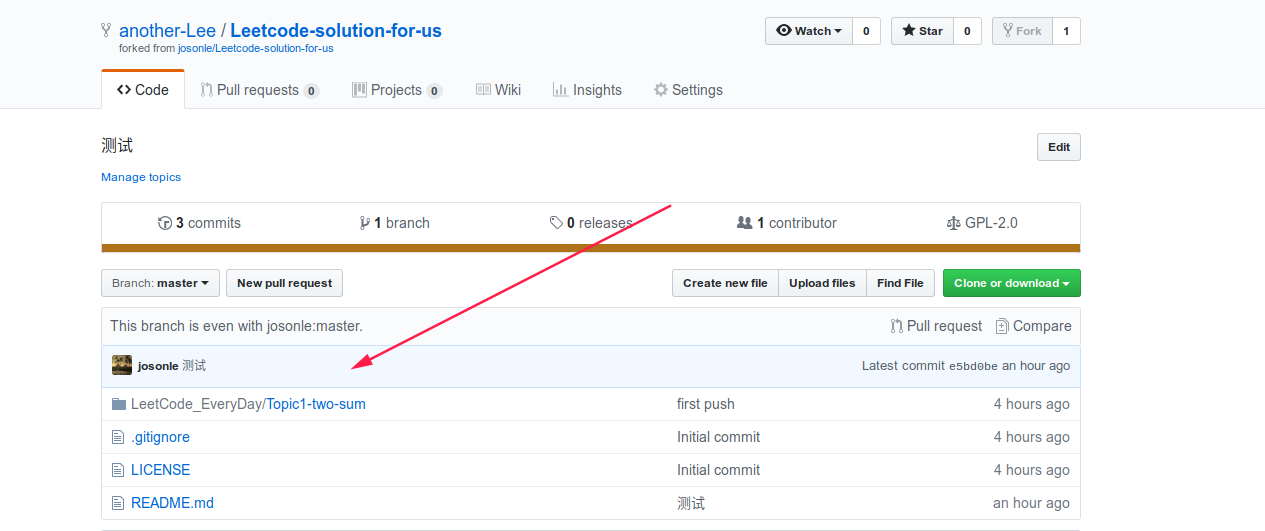 another-Lee / Leetcode-solution-for-us
Watch 0 Star 0 Fork 1
forked from josonle/Leetcode-solution-for-us
Code Pull requests 0 Projects 0 Wiki Insights Settings
测试
Edit
Manage topics
3 commits 1 branch 0 releases 1 contributor GPL-2.0
Branch: master New pull request Create new file Upload files Find File Clone or download
This branch is even with josonle:master. Pull request Compare
josonle 测试 Latest commit e5bd0be an hour ago
LeetCode_EveryDay/Topic1-two-sum first push 4 hours ago
.gitignore Initial commit 4 hours ago
LICENSE Initial commit 4 hours ago
README.md 测试 an hour ago